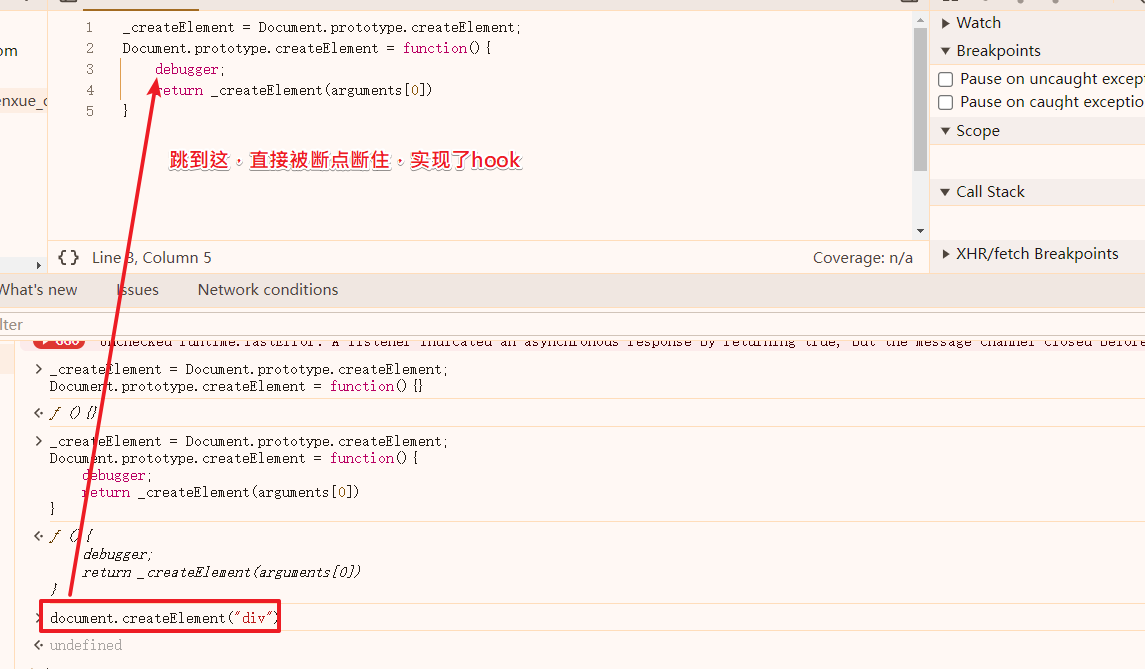 1 _createElement = Document.prototype.createElement;
Watch
2 Document.prototype.createElement = function(){
om
Breakpoints
3 debugger;
Pause on uncaught excep
4 return _createElement(arguments[0])
enxue_c
Pause on caught exceptio
5 }
Scope
跳到这，直接被断点断住，实现了hook
Call Stack
{} Line 3, Column 5
Coverage: n/a
XHR/fetch Breakpoints
What's new
Issues
Network conditions
lter
Unchecked runtime.lastError: A listener indicated an asynchronous response by returning true, but the message channel closed before
_createElement = Document.prototype.createElement;
Document.prototype.createElement = function(){}
ƒ (){}
_createElement = Document.prototype.createElement;
Document.prototype.createElement = function(){
debugger;
return _createElement(arguments[0])
}
ƒ (){
debugger;
return _createElement(arguments[0])
}
document.createElement("div")
undefined